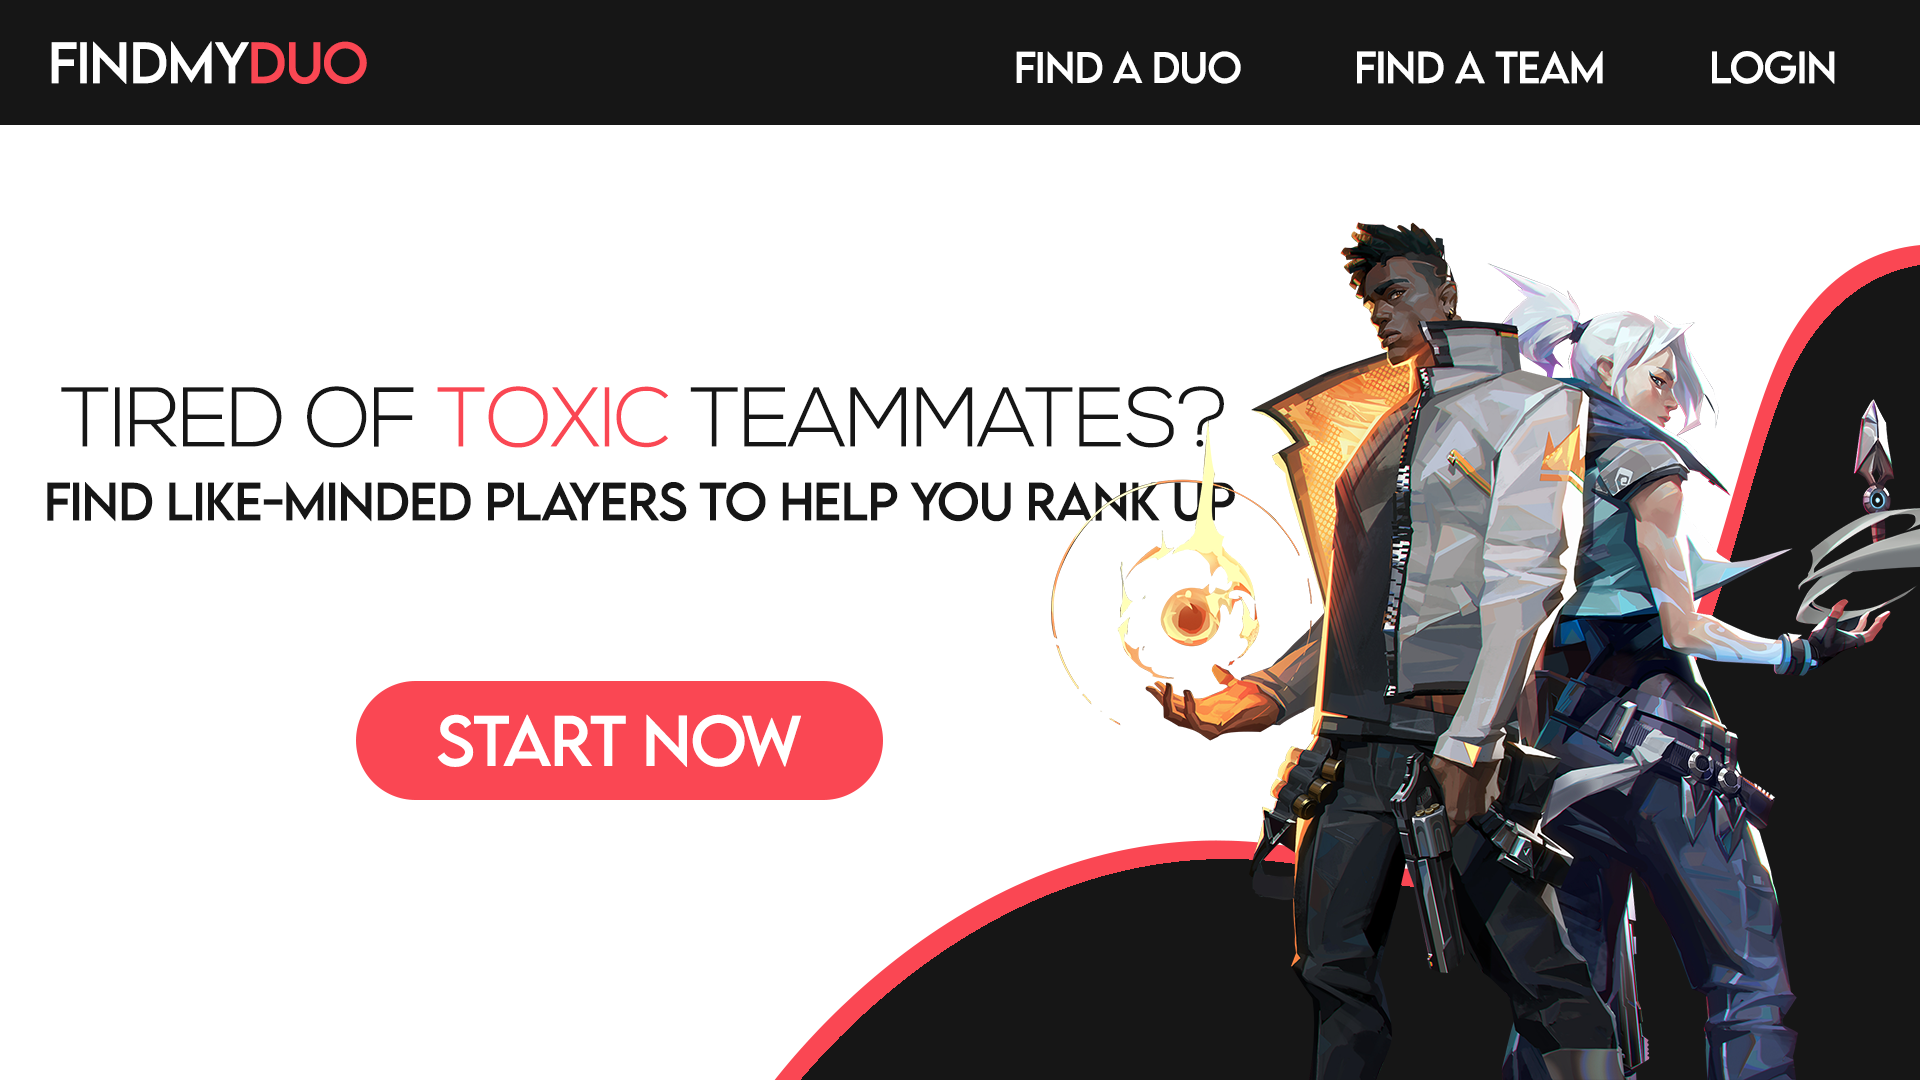 FINDMYDUO
FIND A DUO
FIND A TEAM
LOGIN
TIRED OF TOXIC TEAMMATES?
FIND LIKE-MINDED PLAYERS TO HELP YOU RANK UP
START NOW